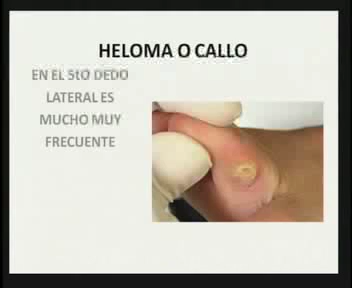 HELOMA O CALLO
EN EL 5tO DEDO
LATERAL ES
MUCHO MUY
FRECUENTE